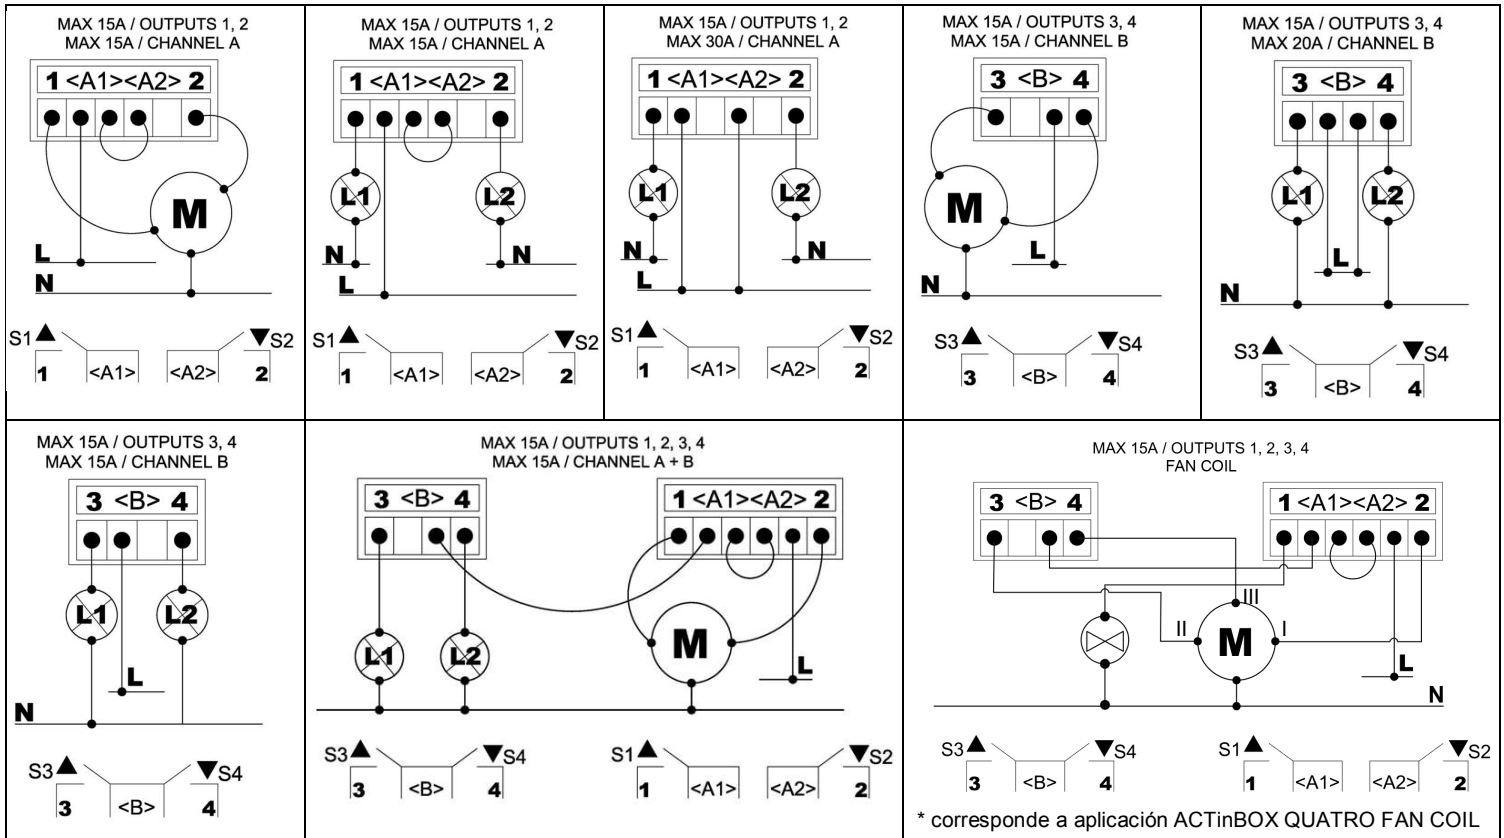 MAX 15A / OUTPUTS 1, 2
MAX 15A / CHANNEL A
1 <A1><A2> 2
M
L
N
S1▲ ▼S2
1 <A1> <A2> 2
MAX 15A / OUTPUTS 1, 2
MAX 15A / CHANNEL A
1 <A1><A2> 2
L1 L2
N N
L
S1▲ ▼S2
1 <A1> <A2> 2
MAX 15A / OUTPUTS 1, 2
MAX 30A / CHANNEL A
1 <A1><A2> 2
L1 L2
N N
L
S1▲ ▼S2
1 <A1> <A2> 2
MAX 15A / OUTPUTS 3, 4
MAX 15A / CHANNEL B
3 <B> 4
M
L
N
S3▲ ▼S4
3 <B> 4
MAX 15A / OUTPUTS 3, 4
MAX 20A / CHANNEL B
3 <B> 4
L1 L2
L
N
S3▲ ▼S4
3 <B> 4
MAX 15A / OUTPUTS 3, 4
MAX 15A / CHANNEL B
3 <B> 4
L1 L2
L
N
S3▲ ▼S4
3 <B> 4
MAX 15A / OUTPUTS 1, 2, 3, 4
MAX 15A / CHANNEL A + B
3 <B> 4 1 <A1><A2> 2
L1 L2 M
L
S3▲ ▼S4 S1▲ ▼S2
3 <B> 4 1 <A1> <A2> 2
MAX 15A / OUTPUTS 1, 2, 3, 4
FAN COIL
3 <B> 4 1 <A1><A2> 2
III
II M I
L
N
S3▲ ▼S4 S1▲ ▼S2
3 <B> 4 1 <A1> <A2> 2
* corresponde a aplicación ACTinBOX QUATRO FAN COIL